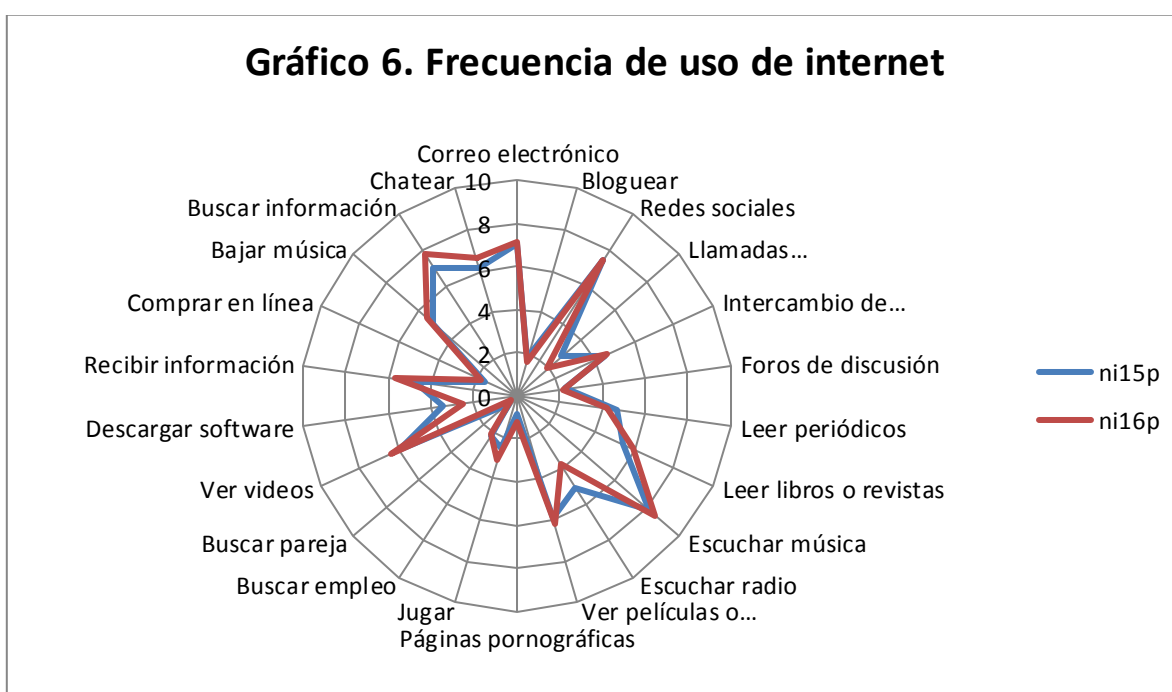 Gráfico 6. Frecuencia de uso de internet
Correo electrónico
Bloguear
Redes sociales
Llamadas...
Intercambio de...
Foros de discusión
Leer periódicos
Leer libros o revistas
Escuchar música
Escuchar radio
Ver películas o...
Páginas pornográficas
Jugar
Buscar empleo
Buscar pareja
Ver videos
Descargar software
Recibir información
Comprar en línea
Bajar música
Buscar información
Chatear
10
8
6
4
2
0
ni15p
ni16p